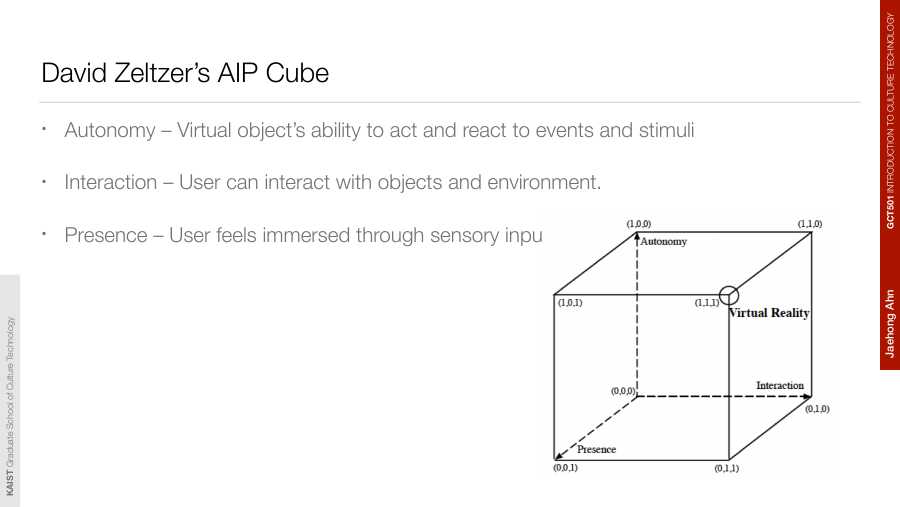 David Zeltzer’s AIP Cube
• Autonomy – Virtual object’s ability to act and react to events and stimuli
• Interaction – User can interact with objects and environment.
• Presence – User feels immersed through sensory inpu
(1,0,0)
(1,1,0)
Autonomy
(1,0,1)
(1,1,1)
Virtual Reality
(0,0,0)
Interaction
(0,1,0)
Presence
(0,0,1)
(0,1,1)
GCT501 INTRODUCTION TO CULTURE TECHNOLOGY
Jaehong Ahn
KAIST Graduate School of Culture Technology